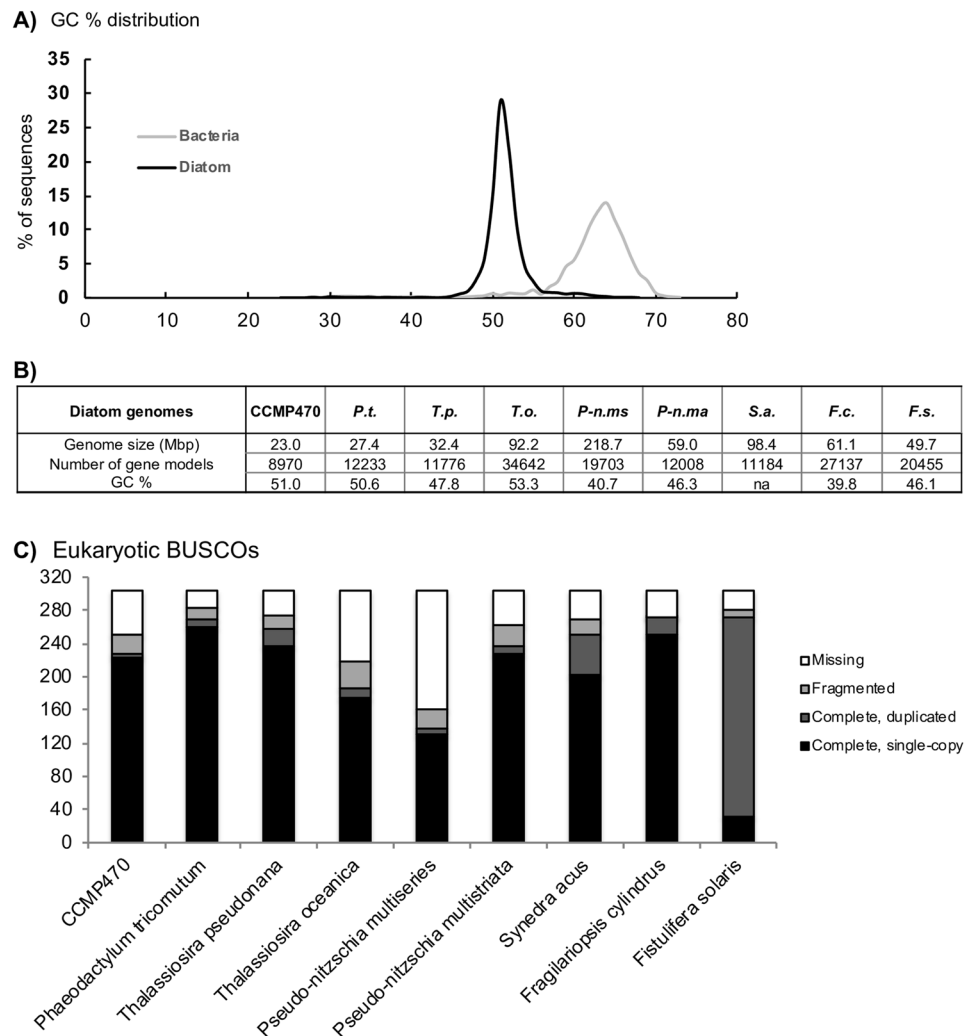 A) GC % distribution
35
30
25
20
15
10
5
0
% of sequences
Bacteria
Diatom
0 10 20 30 40 50 60 70 80
B)
Diatom genomes CCMP470 P.t. T.p. T.o. P-n.ms P-n.ma S.a. F.c. F.s.
Genome size (Mbp) 23.0 27.4 32.4 92.2 218.7 59.0 98.4 61.1 49.7
Number of gene models 8970 12233 11776 34642 19703 12008 11184 27137 20455
GC % 51.0 50.6 47.8 53.3 40.7 46.3 na 39.8 46.1
C) Eukaryotic BUSCOs
320
280
240
200
160
120
80
40
0
Missing
Fragmented
Complete, duplicated
Complete, single-copy
CCMP470
Phaeodactylum tricornutum
Thalassiosira pseudonana
Thalassiosira oceanica
Pseudo-nitzschia multiseries
Pseudo-nitzschia multistriata
Synedra acus
Fragilariopsis cylindrus
Fistulifera solaris